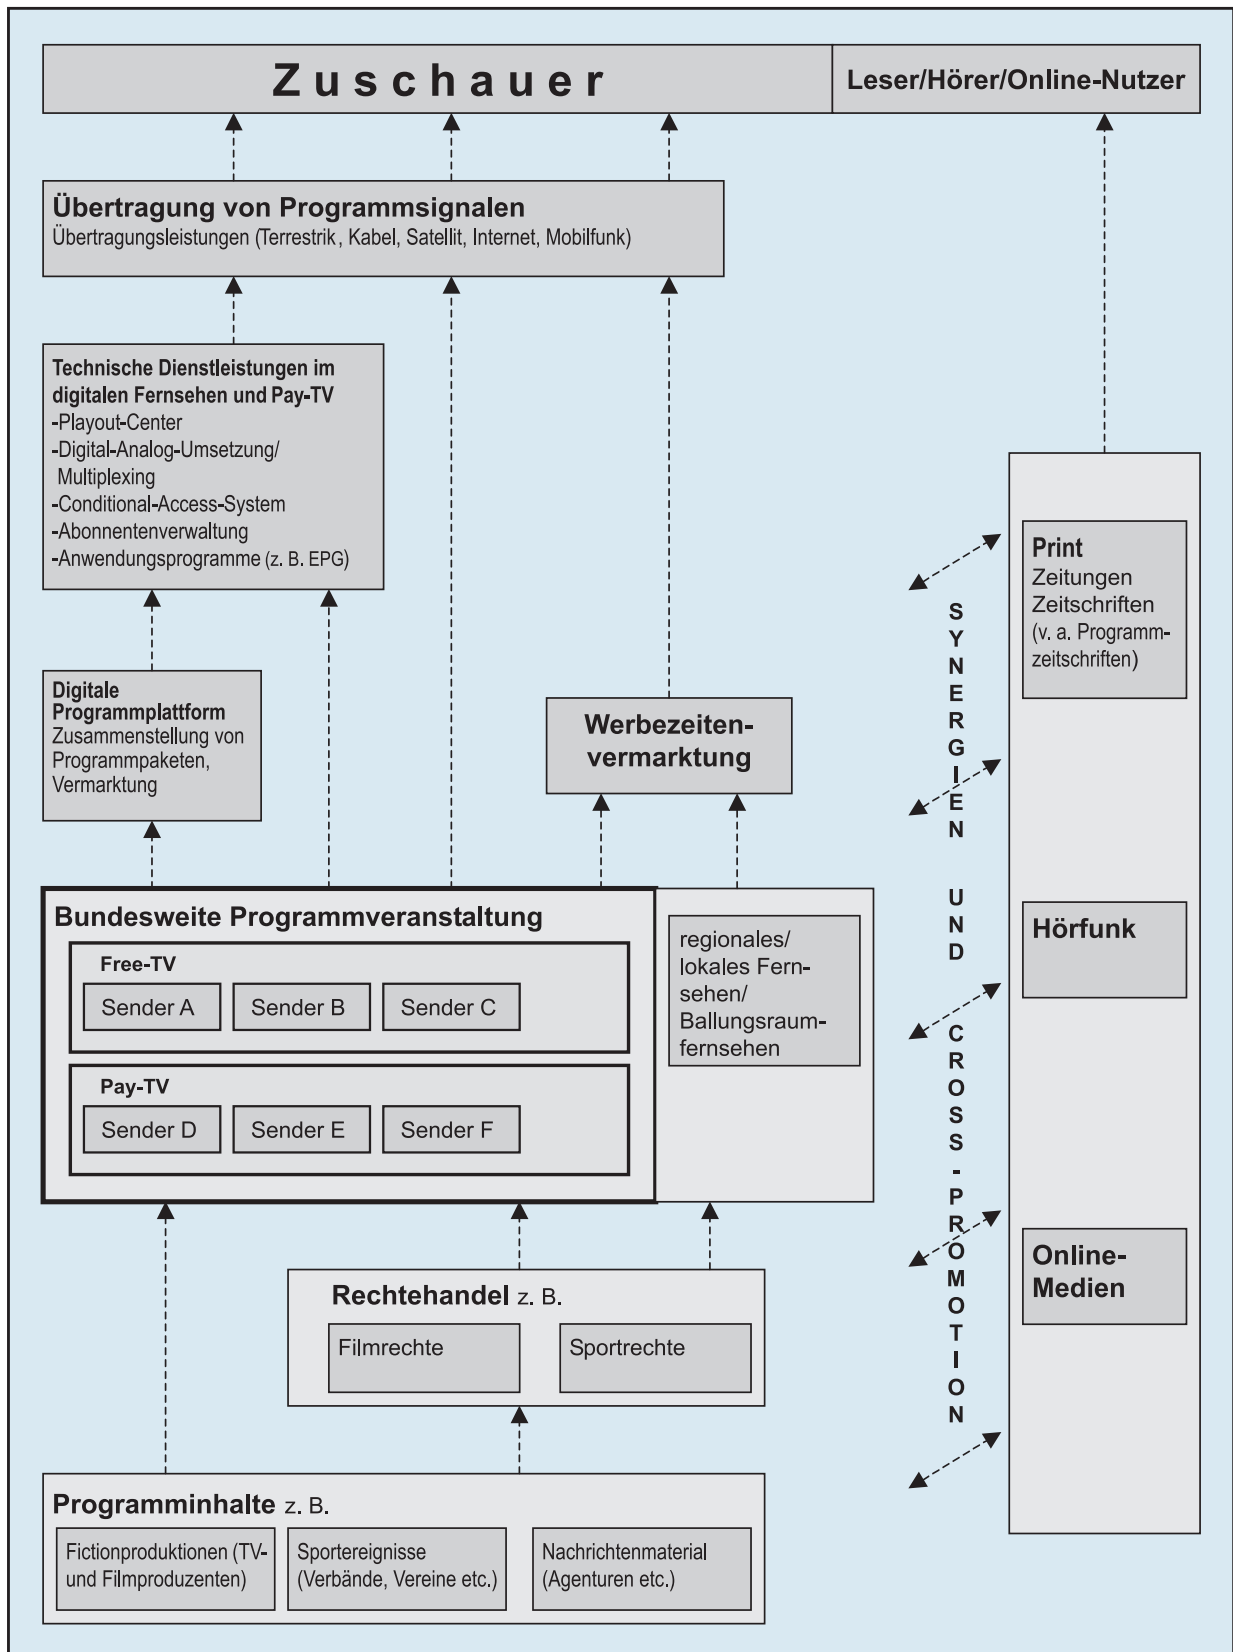 Zuschauer
Leser/Hörer/Online-Nutzer
Übertragung von Programmsignalen
Übertragungsleistungen (Terrestrik, Kabel, Satellit, Internet, Mobilfunk)
Technische Dienstleistungen im
digitalen Fernsehen und Pay-TV
-Playout-Center
-Digital-Analog-Umsetzung/
Multiplexing
-Conditional-Access-System
-Abonnentenverwaltung
-Anwendungsprogramme (z. B. EPG)
Digitale
Programmplattform
Zusammenstellung von
Programmpaketen,
Vermarktung
Werbezeiten-
vermarktung
Bundesweite Programmveranstaltung
Free-TV
Sender A
Sender B
Sender C
Pay-TV
Sender D
Sender E
Sender F
regionales/
lokales Fern-
sehen/
Ballungsraum-
fernsehen
Rechtehandel z. B.
Filmrechte
Sportrechte
Programminhalte z. B.
Fictionproduktionen (TV-
und Filmproduzenten)
Sportereignisse
(Verbände, Vereine etc.)
Nachrichtenmaterial
(Agenturen etc.)
SYNERGIEN UND CROSS-PROMOTION
Print
Zeitungen
Zeitschriften
(v. a. Programm-
zeitschriften)
Hörfunk
Online-
Medien